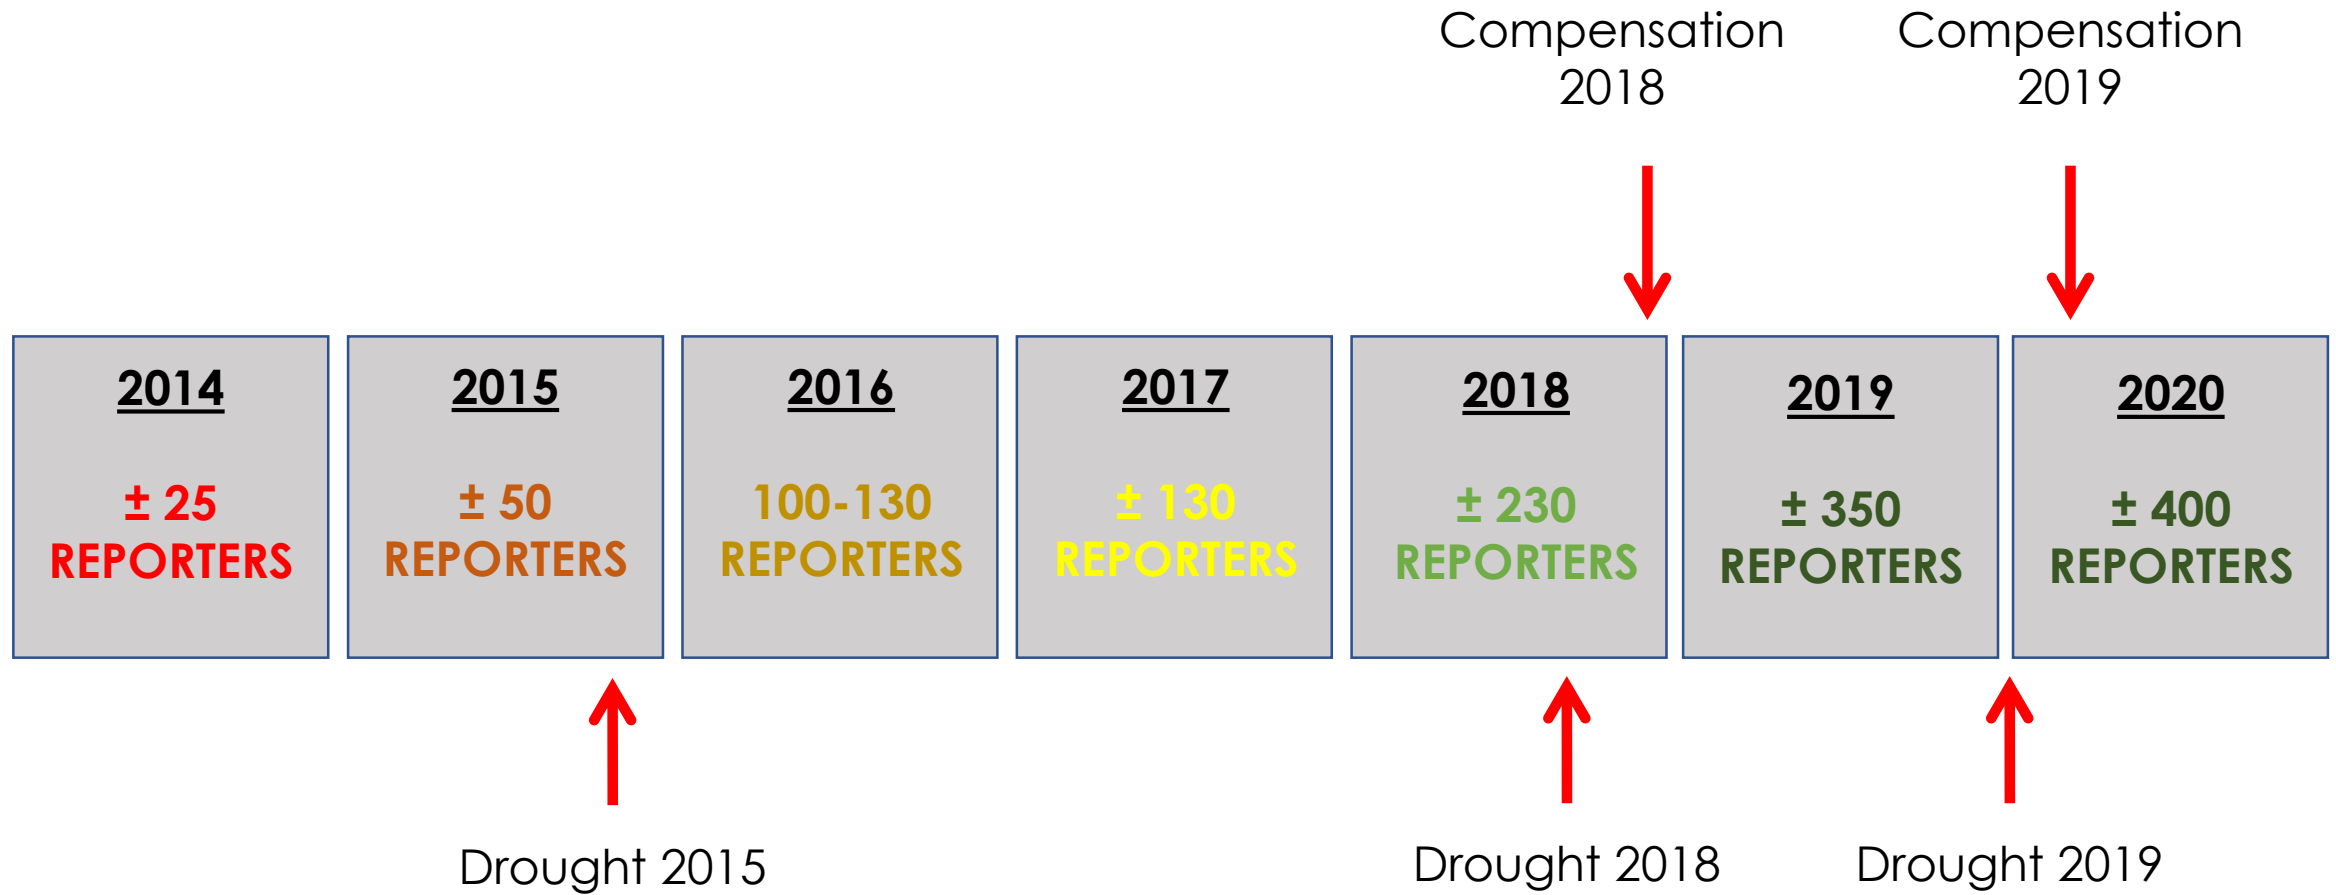 Compensation
2018
Compensation
2019
2014
± 25
REPORTERS
2015
± 50
REPORTERS
2016
100-130
REPORTERS
2017
± 130
REPORTERS
2018
± 230
REPORTERS
2019
± 350
REPORTERS
2020
± 400
REPORTERS
Drought 2015
Drought 2018
Drought 2019